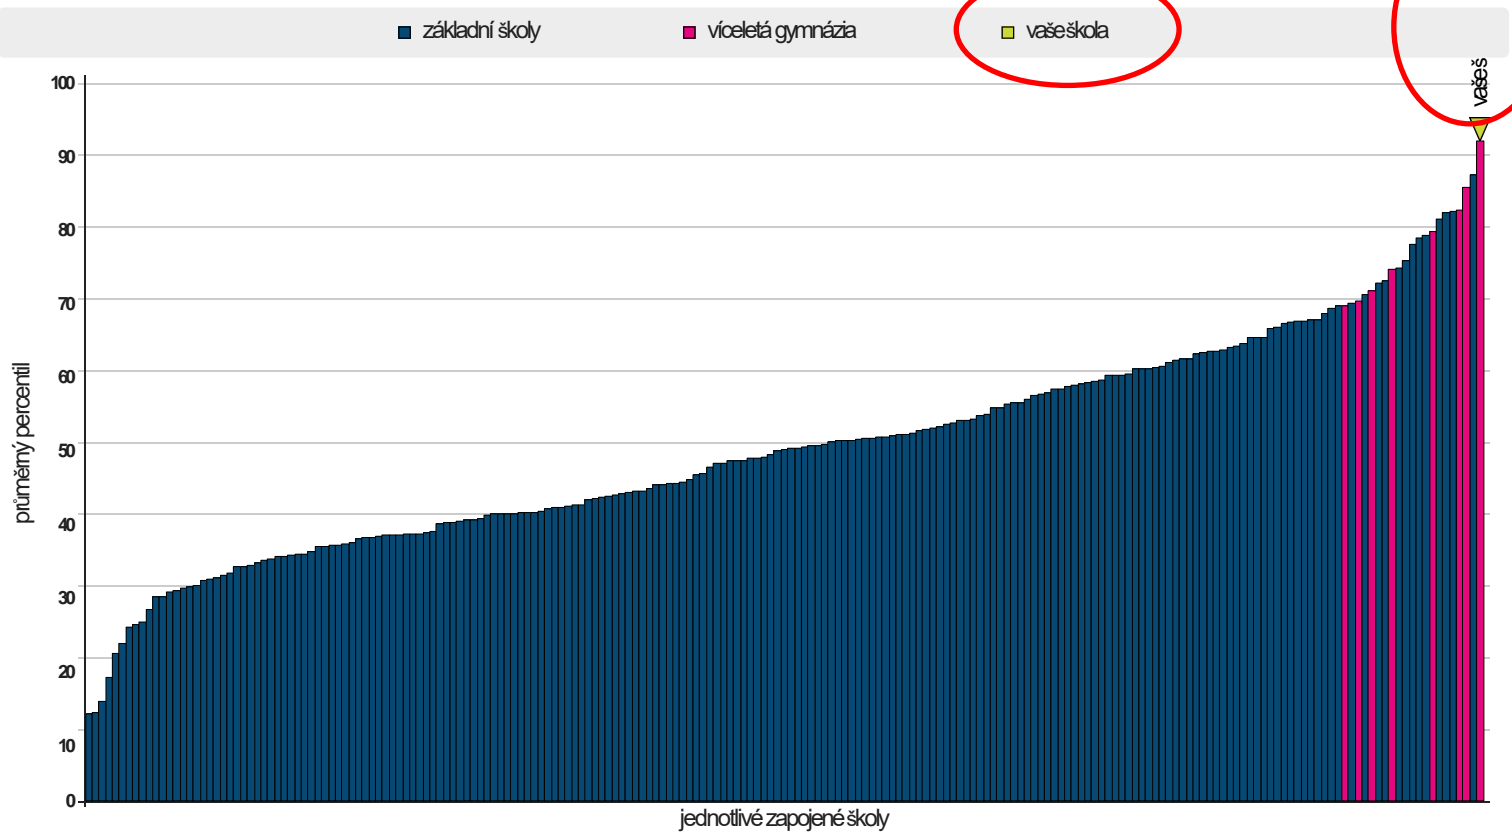 základní školy víceletá gymnázia vaše škola
vaše š
100
90
80
70
60
50
40
30
20
10
0
průměrný percentil
jednotlivé zapojené školy